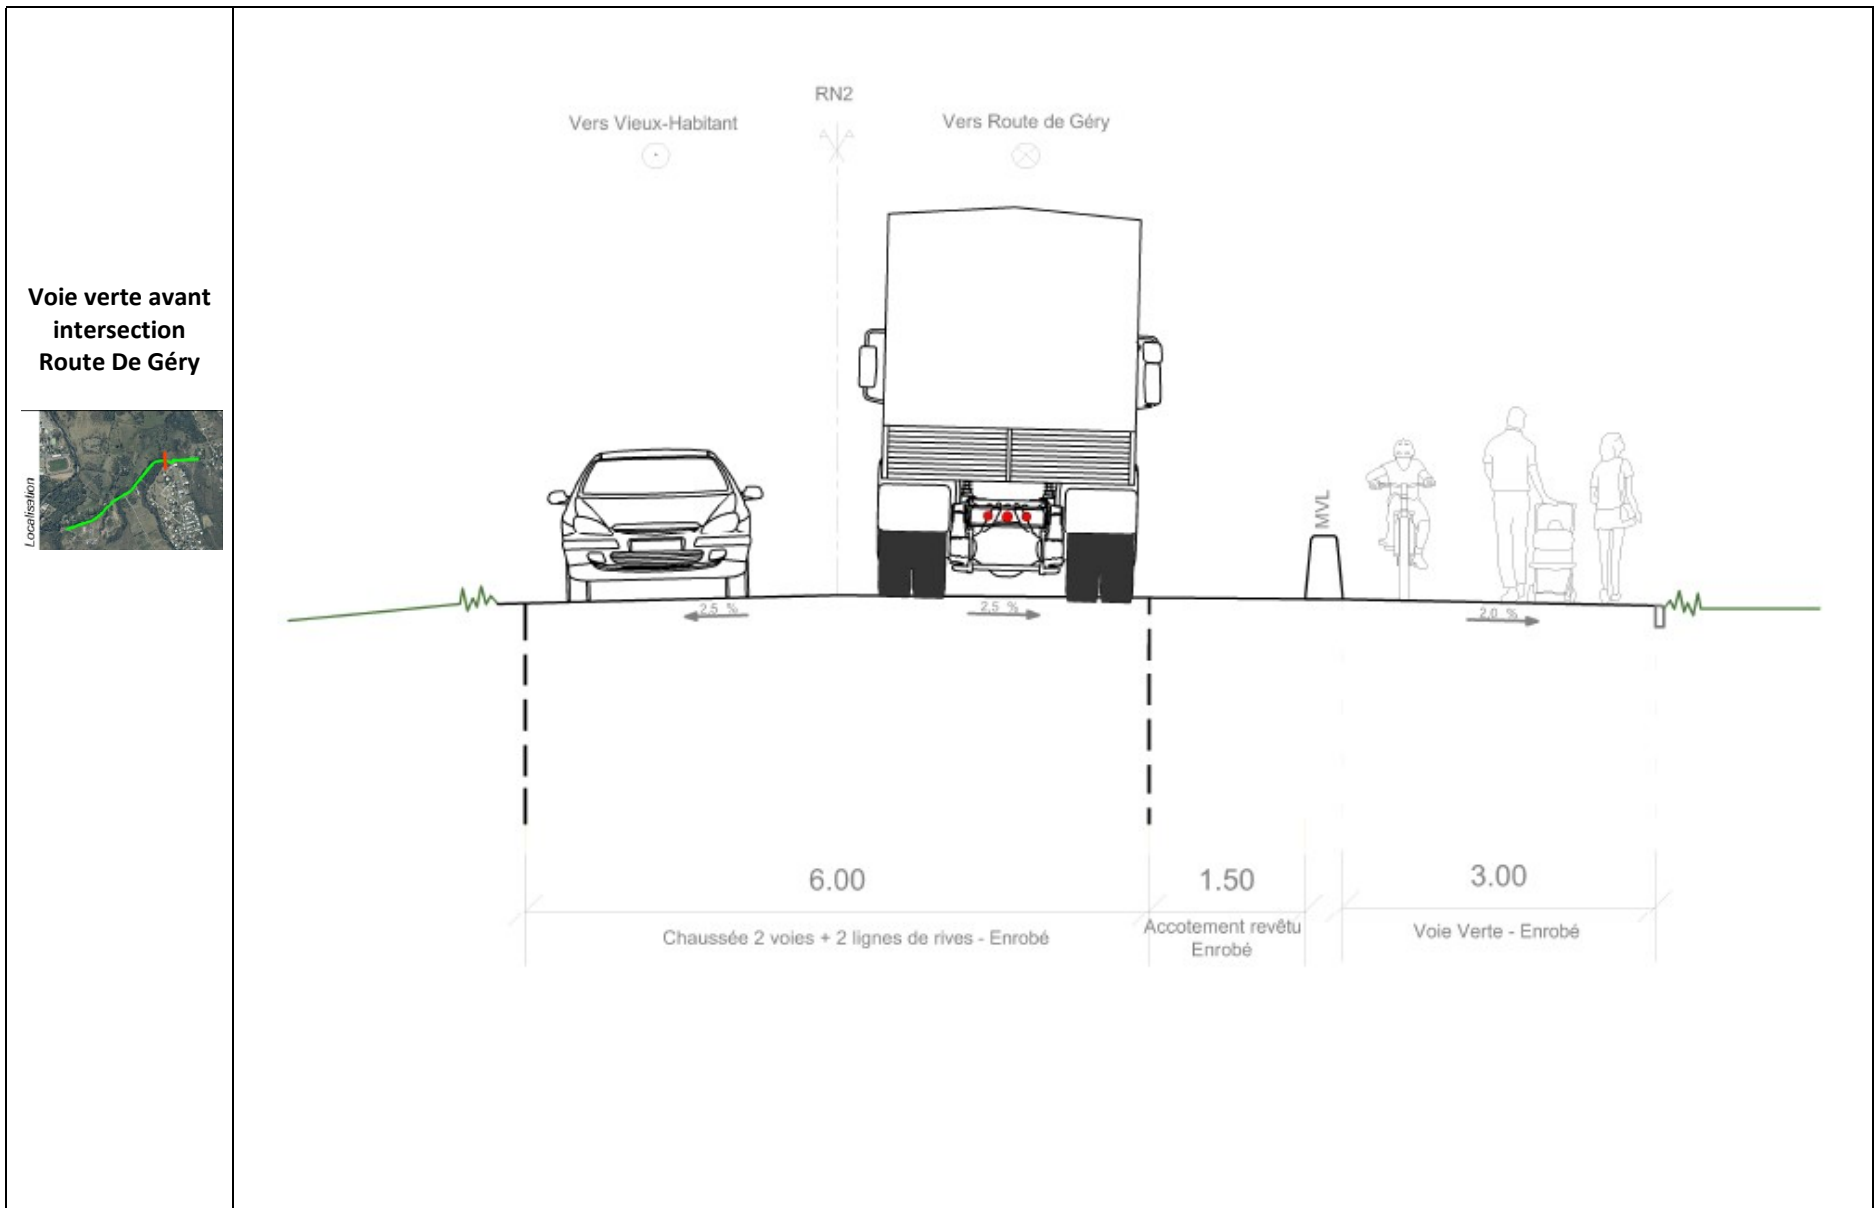 Voie verte avant
intersection
Route De Géry
Localisation
RN2
Vers Vieux-Habitant
Vers Route de Géry
MVL
2,5 %
2,5 %
2,0 %
6.00
1.50
3.00
Chaussée 2 voies + 2 lignes de rives - Enrobé
Accotement revêtu
Enrobé
Voie Verte - Enrobé